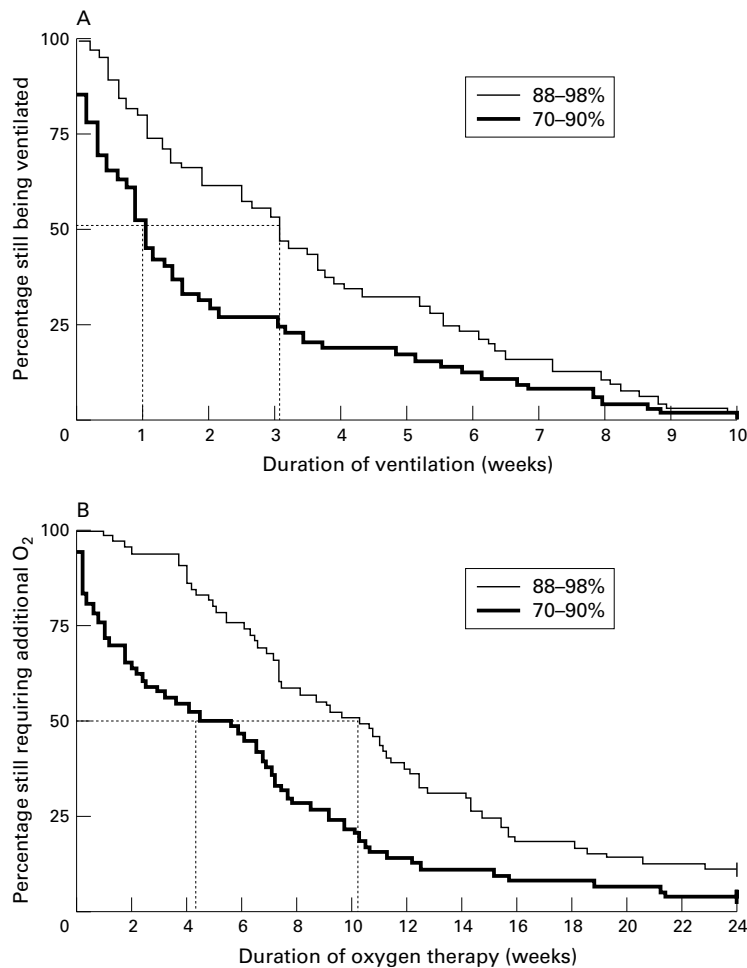 A
100
75
50
25
0
Percentage still being ventilated
88–98%
70–90%
1 2 3 4 5 6 7 8 9 10
Duration of ventilation (weeks)
B
100
75
50
25
0
Percentage still requiring additional O₂
88–98%
70–90%
2 4 6 8 10 12 14 16 18 20 22 24
Duration of oxygen therapy (weeks)